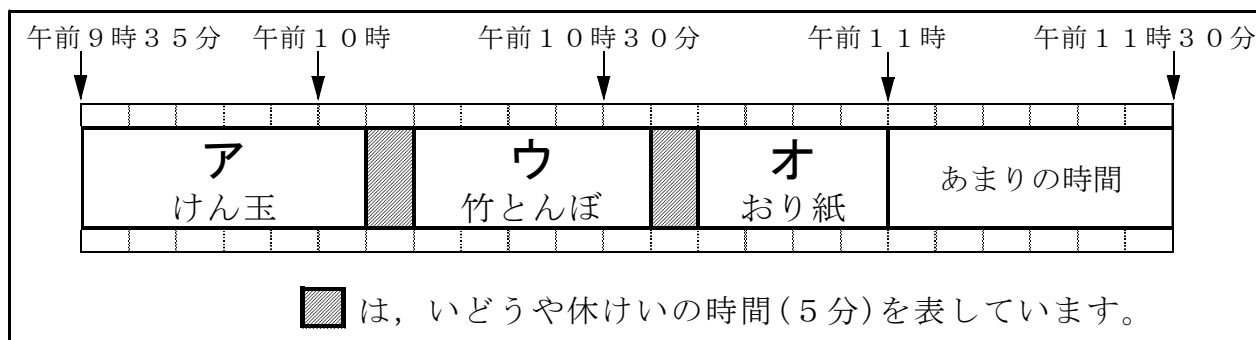 午前９時３５分 午前１０時 午前１０時３０分 午前１１時 午前１１時３０分
ア ウ オ あまりの時間
けん玉 竹とんぼ おり紙
は，いどうや休けいの時間(５分)を表しています。